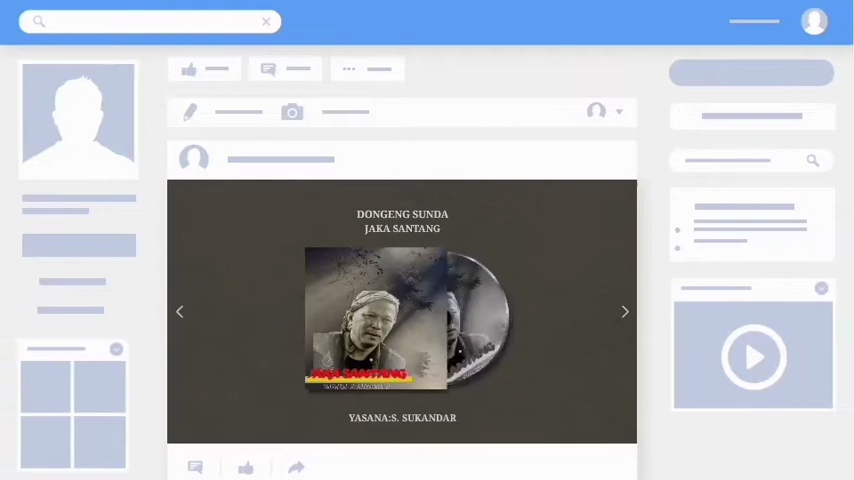 DONGENG SUNDA
JAKA SANTANG
YASANA:S. SUKANDAR